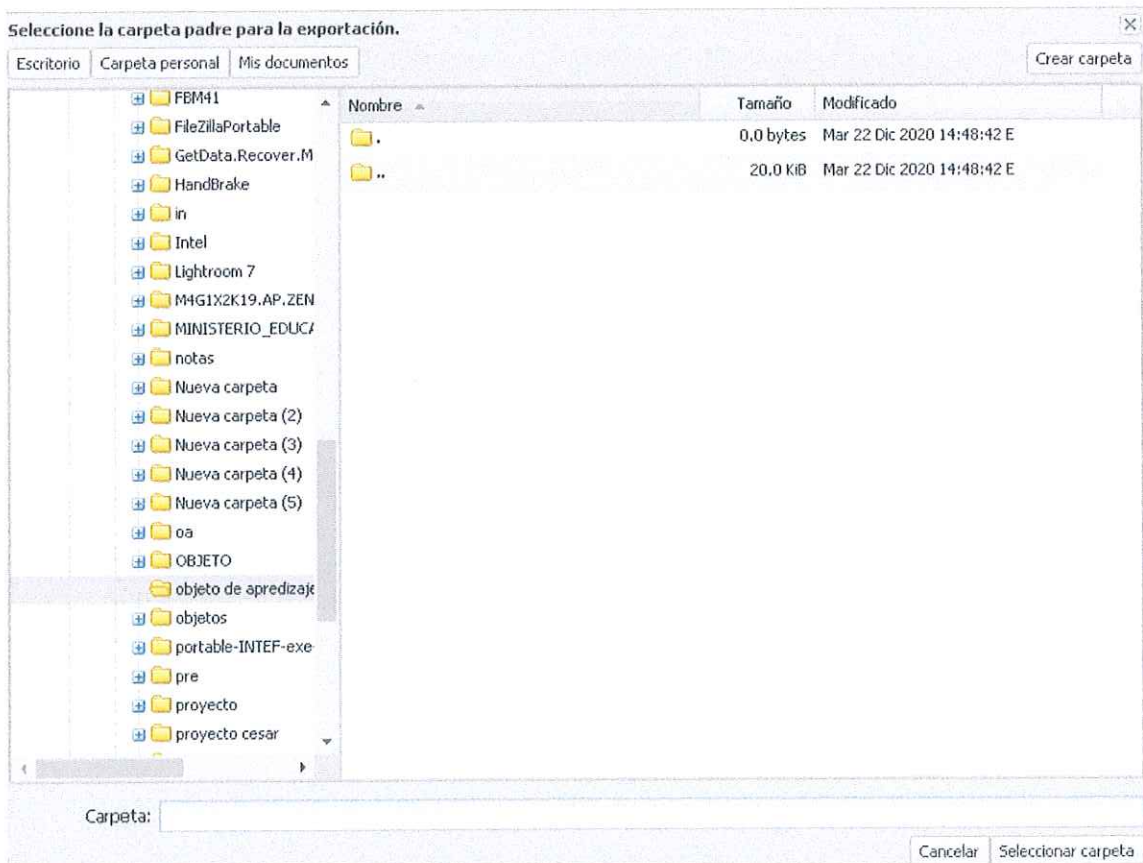 Seleccione la carpeta padre para la exportación.
Escritorio Carpeta personal Mis documentos Crear carpeta
FBM41
FileZillaPortable
GetData.Recover.M
HandBrake
in
Intel
Lightroom 7
M4G1X2K19.AP.ZEN
MINISTERIO_EDUCA
notas
Nueva carpeta
Nueva carpeta (2)
Nueva carpeta (3)
Nueva carpeta (4)
Nueva carpeta (5)
oa
OBJETO
objeto de apredizaje
objetos
portable-INTEF-exe-
pre
proyecto
proyecto cesar
Nombre Tamaño Modificado
. 0.0 bytes Mar 22 Dic 2020 14:48:42 E
.. 20.0 KiB Mar 22 Dic 2020 14:48:42 E
Carpeta:
Cancelar Seleccionar carpeta